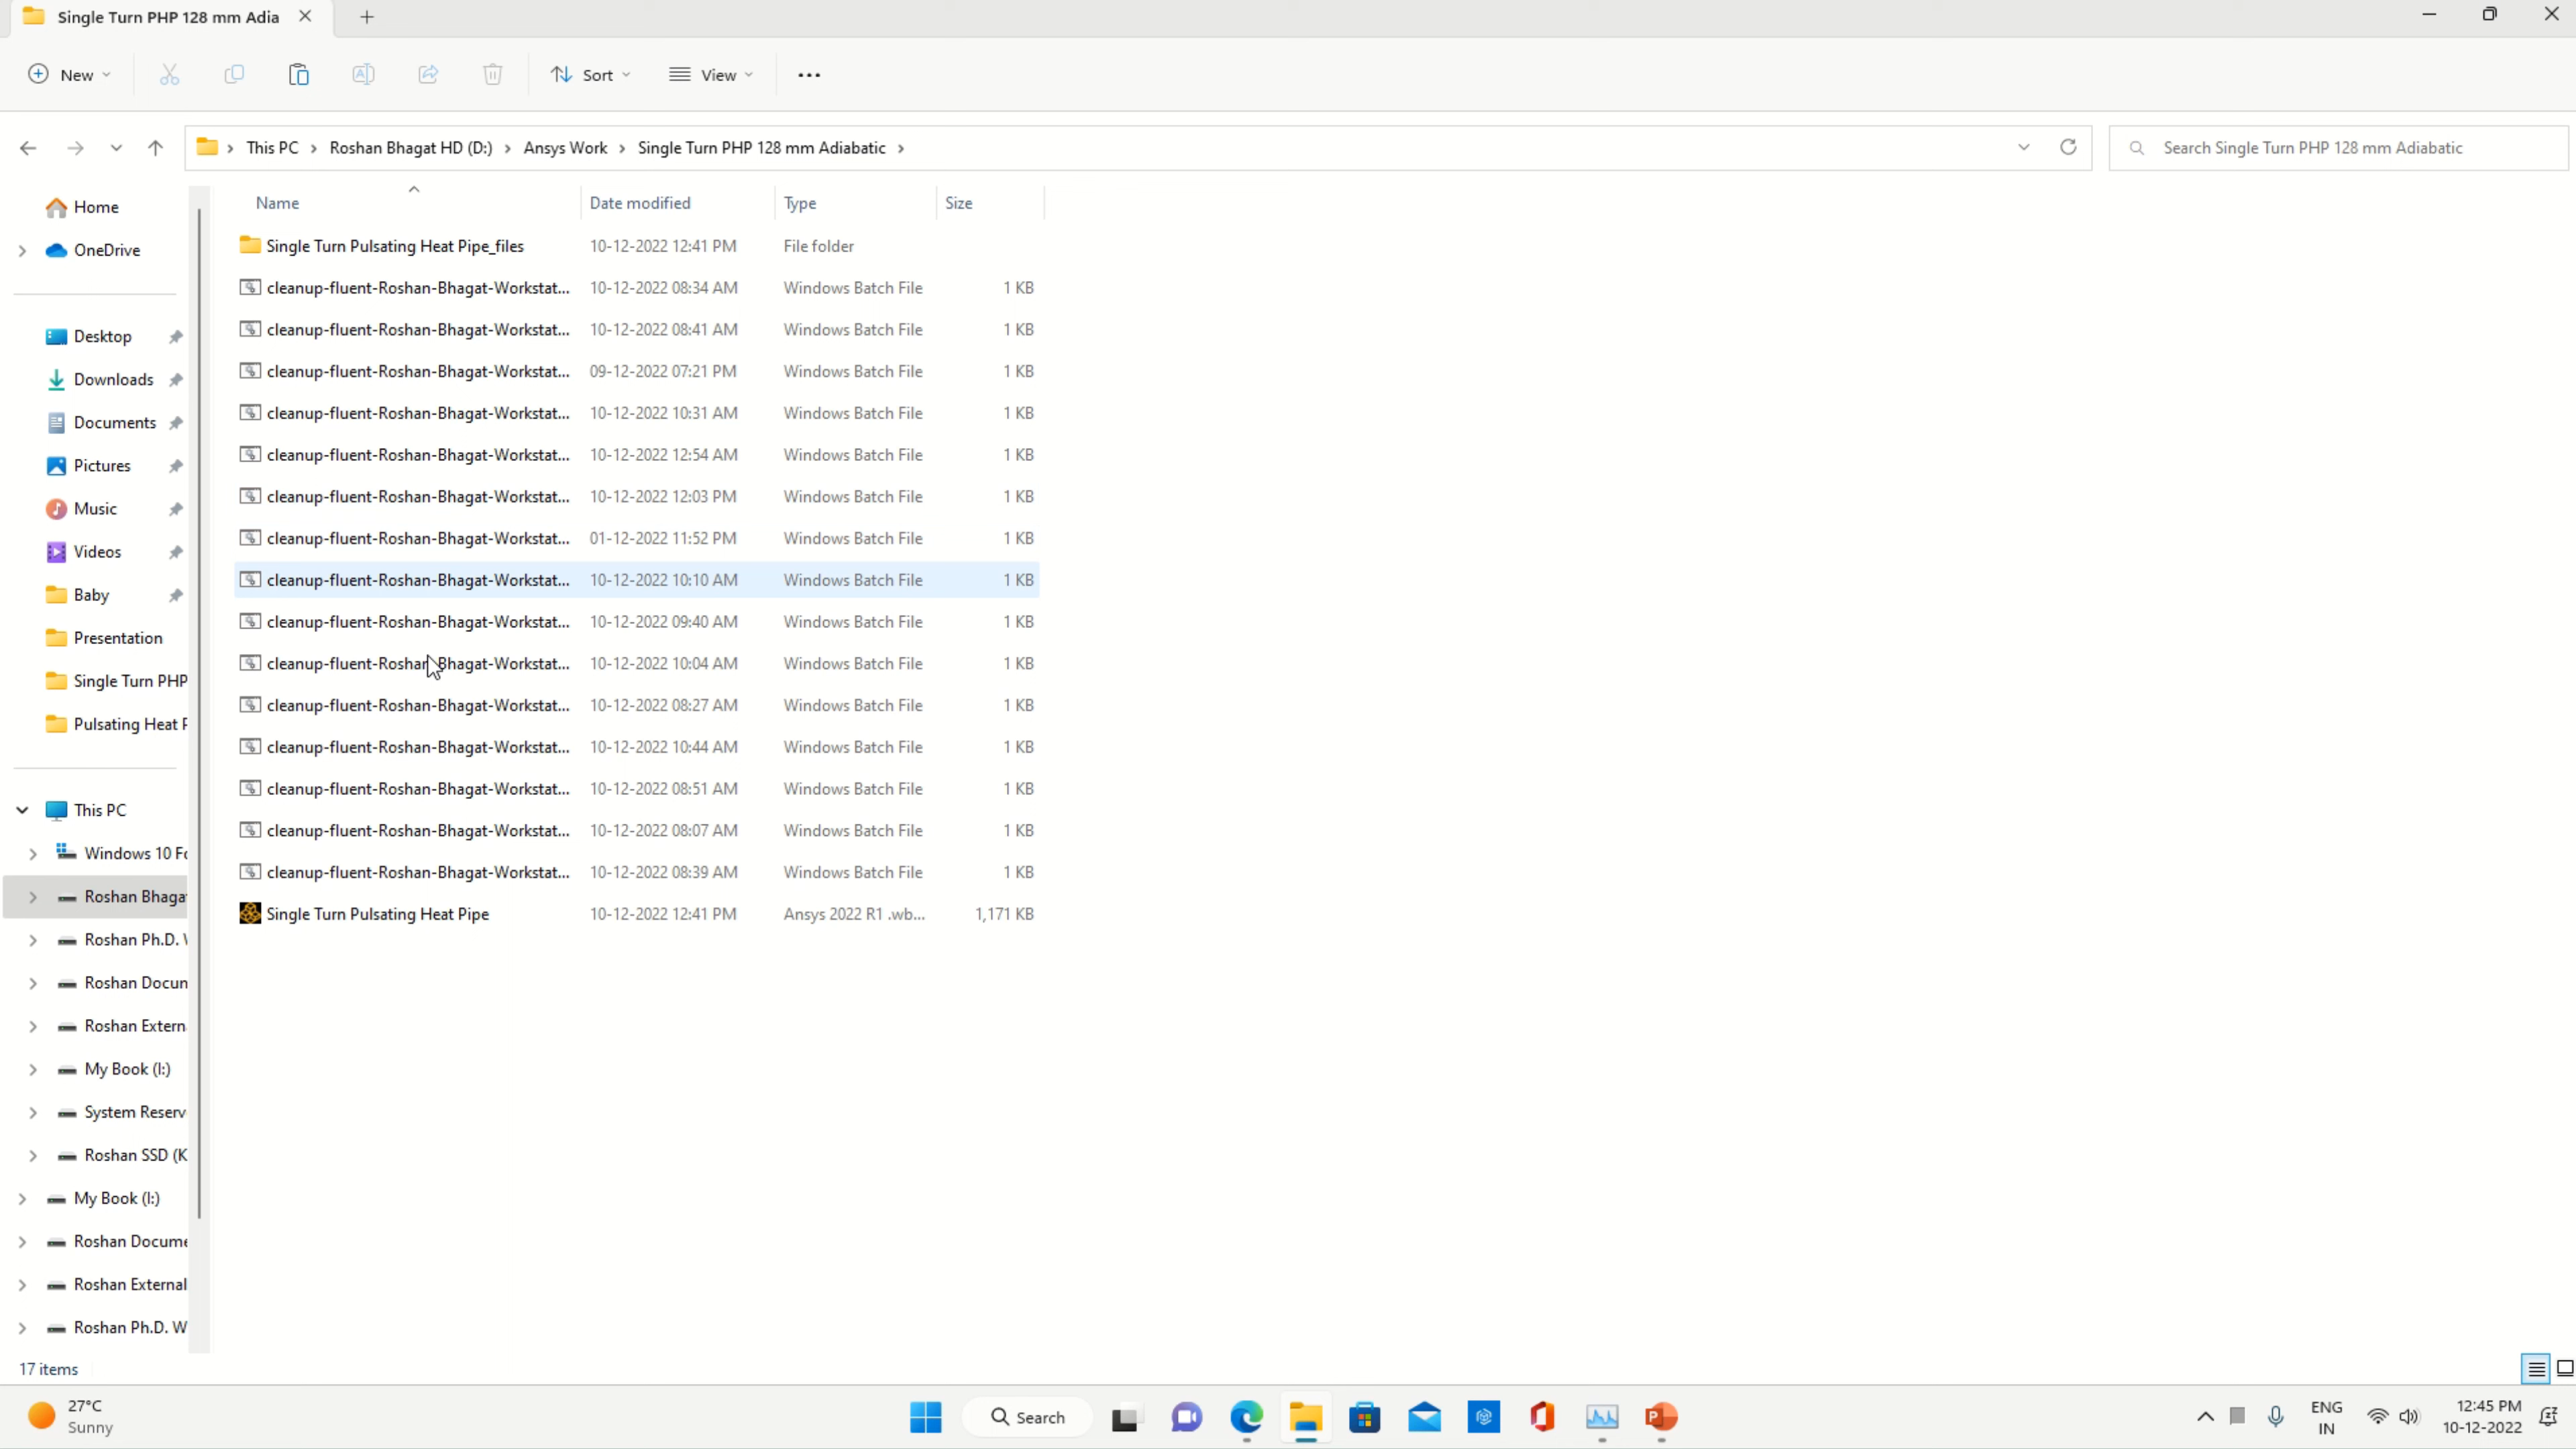 Single Turn PHP 128 mm Adia
New
Sort
View
This PC › Roshan Bhagat HD (D:) › Ansys Work › Single Turn PHP 128 mm Adiabatic ›
Search Single Turn PHP 128 mm Adiabatic
Home
OneDrive
Desktop
Downloads
Documents
Pictures
Music
Videos
Baby
Presentation
Single Turn PHP
Pulsating Heat P
This PC
Windows 10 Fo
Roshan Bhagat
Roshan Ph.D. W
Roshan Docun
Roshan Extern
My Book (I:)
System Reserv
Roshan SSD (K
My Book (I:)
Roshan Docume
Roshan External
Roshan Ph.D. W
Name Date modified Type Size
Single Turn Pulsating Heat Pipe_files 10-12-2022 12:41 PM File folder
cleanup-fluent-Roshan-Bhagat-Workstat... 10-12-2022 08:34 AM Windows Batch File 1 KB
cleanup-fluent-Roshan-Bhagat-Workstat... 10-12-2022 08:41 AM Windows Batch File 1 KB
cleanup-fluent-Roshan-Bhagat-Workstat... 09-12-2022 07:21 PM Windows Batch File 1 KB
cleanup-fluent-Roshan-Bhagat-Workstat... 10-12-2022 10:31 AM Windows Batch File 1 KB
cleanup-fluent-Roshan-Bhagat-Workstat... 10-12-2022 12:54 AM Windows Batch File 1 KB
cleanup-fluent-Roshan-Bhagat-Workstat... 10-12-2022 12:03 PM Windows Batch File 1 KB
cleanup-fluent-Roshan-Bhagat-Workstat... 01-12-2022 11:52 PM Windows Batch File 1 KB
cleanup-fluent-Roshan-Bhagat-Workstat... 10-12-2022 10:10 AM Windows Batch File 1 KB
cleanup-fluent-Roshan-Bhagat-Workstat... 10-12-2022 09:40 AM Windows Batch File 1 KB
cleanup-fluent-Roshan-Bhagat-Workstat... 10-12-2022 10:04 AM Windows Batch File 1 KB
cleanup-fluent-Roshan-Bhagat-Workstat... 10-12-2022 08:27 AM Windows Batch File 1 KB
cleanup-fluent-Roshan-Bhagat-Workstat... 10-12-2022 10:44 AM Windows Batch File 1 KB
cleanup-fluent-Roshan-Bhagat-Workstat... 10-12-2022 08:51 AM Windows Batch File 1 KB
cleanup-fluent-Roshan-Bhagat-Workstat... 10-12-2022 08:07 AM Windows Batch File 1 KB
cleanup-fluent-Roshan-Bhagat-Workstat... 10-12-2022 08:39 AM Windows Batch File 1 KB
Single Turn Pulsating Heat Pipe 10-12-2022 12:41 PM Ansys 2022 R1 .wb... 1,171 KB
17 items
27°C
Sunny
Search
ENG
IN
12:45 PM
10-12-2022